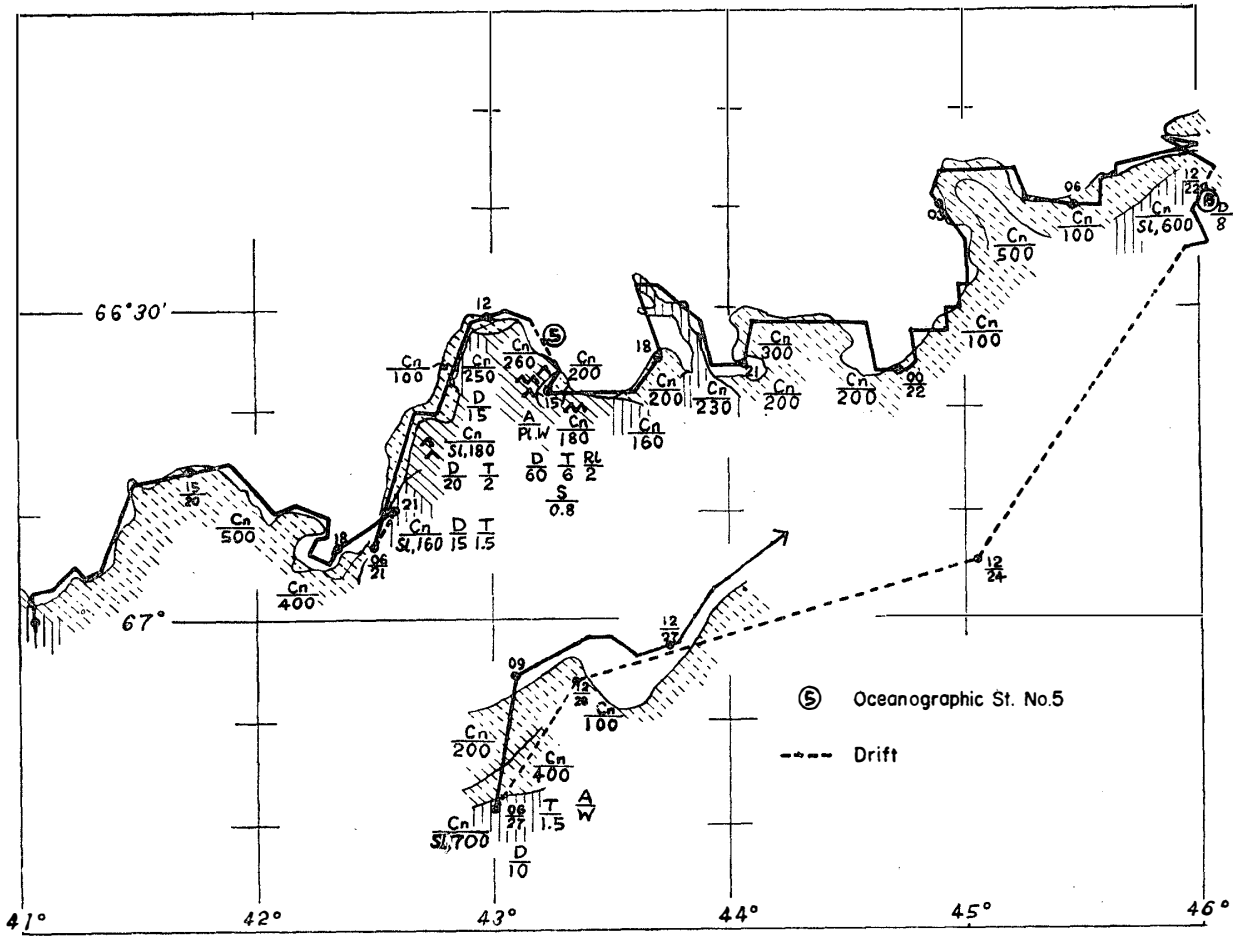 06
12/22
D/8
Cn/Sl,600
Cn/100
03
Cn/500
66°30'
12
⑤
18
Cn/100
Cn/250
Cn/260
Cn/200
15
Cn/200
Cn/230
21
Cn/300
Cn/200
Cn/200
00/22
Cn/100
D/15
A/Pl.W
Cn/180
Cn/160
Cn/Sl,180
D/20 T/2
D/60 T/6 Rl/2
S/0.8
15/20
Cn/500
18
21
Cn/Sl,160 D/15 T/1.5
06/21
Cn/400
12/24
67°
12/27
09
12/26
Cn/100
⑤ Oceanographic St. No.5
Cn/200
Cn/400
Drift
Cn/Sl,700
06/27
T/1.5 A/W
D/10
41° 42° 43° 44° 45° 46°